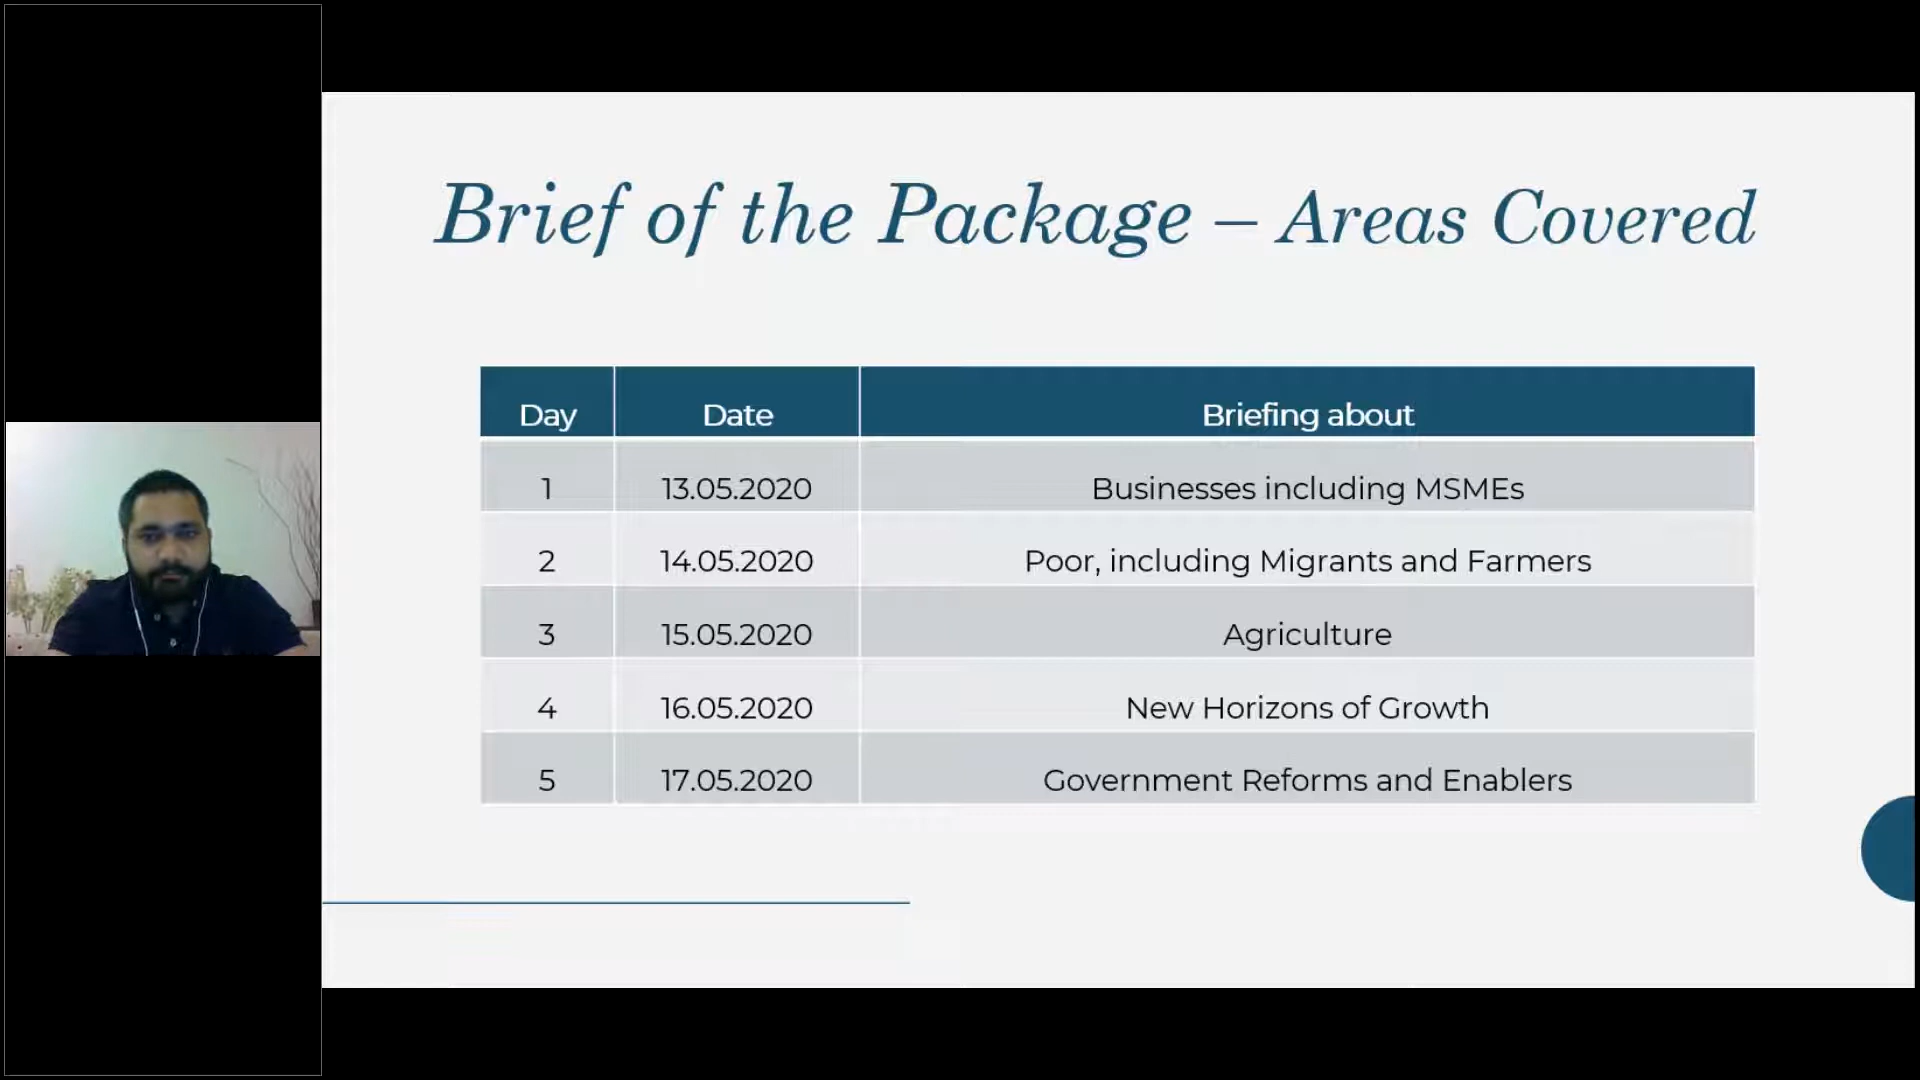 Brief of the Package – Areas Covered
Day Date Briefing about
1 13.05.2020 Businesses including MSMEs
2 14.05.2020 Poor, including Migrants and Farmers
3 15.05.2020 Agriculture
4 16.05.2020 New Horizons of Growth
5 17.05.2020 Government Reforms and Enablers